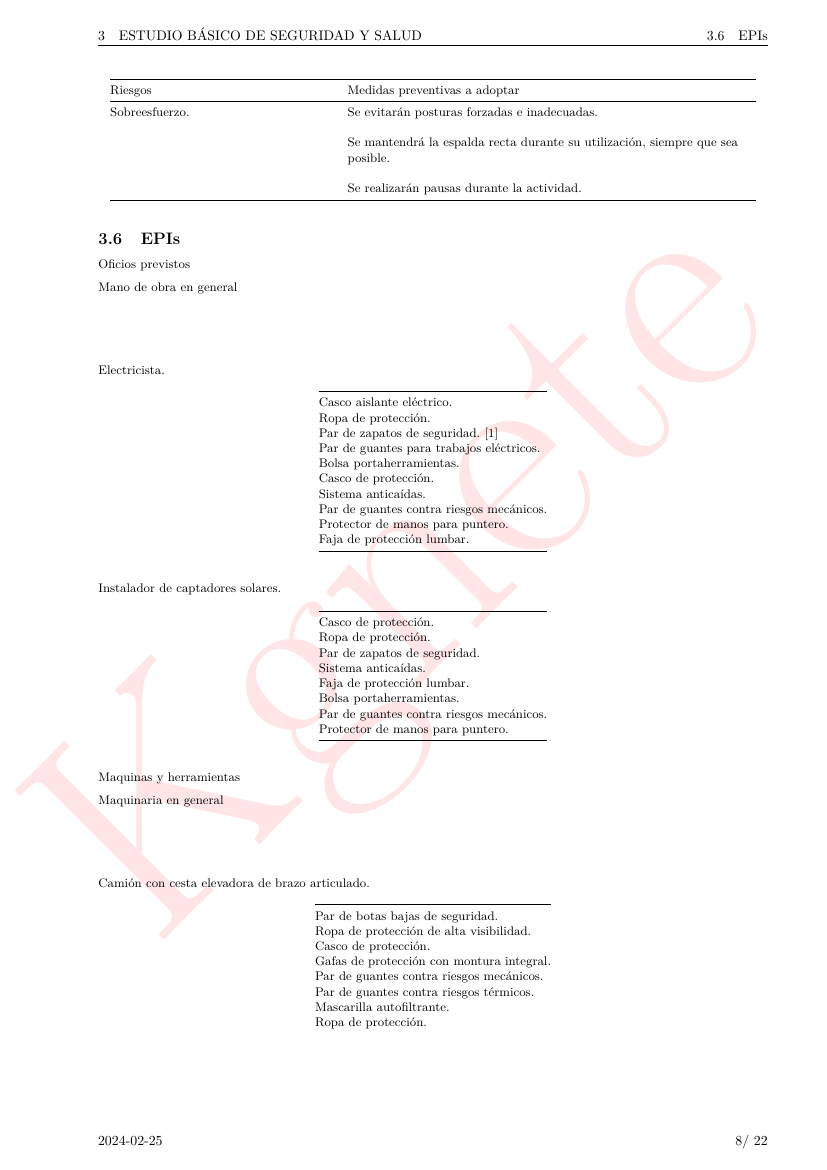 3 ESTUDIO BÁSICO DE SEGURIDAD Y SALUD 3.6 EPIs
Riesgos Medidas preventivas a adoptar
Sobreesfuerzo. Se evitarán posturas forzadas e inadecuadas.
Se mantendrá la espalda recta durante su utilización, siempre que sea
posible.
Se realizarán pausas durante la actividad.
3.6 EPIs
Oficios previstos
Mano de obra en general
Electricista.
Casco aislante eléctrico.
Ropa de protección.
Par de zapatos de seguridad. [1]
Par de guantes para trabajos eléctricos.
Bolsa portaherramientas.
Casco de protección.
Sistema anticaídas.
Par de guantes contra riesgos mecánicos.
Protector de manos para puntero.
Faja de protección lumbar.
Instalador de captadores solares.
Casco de protección.
Ropa de protección.
Par de zapatos de seguridad.
Sistema anticaídas.
Faja de protección lumbar.
Bolsa portaherramientas.
Par de guantes contra riesgos mecánicos.
Protector de manos para puntero.
Maquinas y herramientas
Maquinaria en general
Camión con cesta elevadora de brazo articulado.
Par de botas bajas de seguridad.
Ropa de protección de alta visibilidad.
Casco de protección.
Gafas de protección con montura integral.
Par de guantes contra riesgos mecánicos.
Par de guantes contra riesgos térmicos.
Mascarilla autofiltrante.
Ropa de protección.
2024-02-25 8/ 22
Kgnete